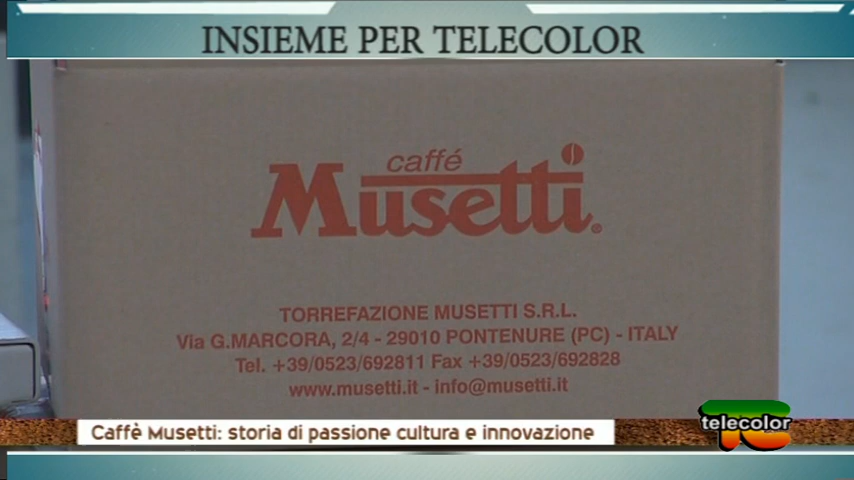 INSIEME PER TELECOLOR
caffé
Musetti®
TORREFAZIONE MUSETTI S.R.L.
Via G.MARCORA, 2/4 - 29010 PONTENURE (PC) - ITALY
Tel. +39/0523/692811 Fax +39/0523/692828
www.musetti.it - info@musetti.it
Caffè Musetti: storia di passione cultura e innovazione
telecolor